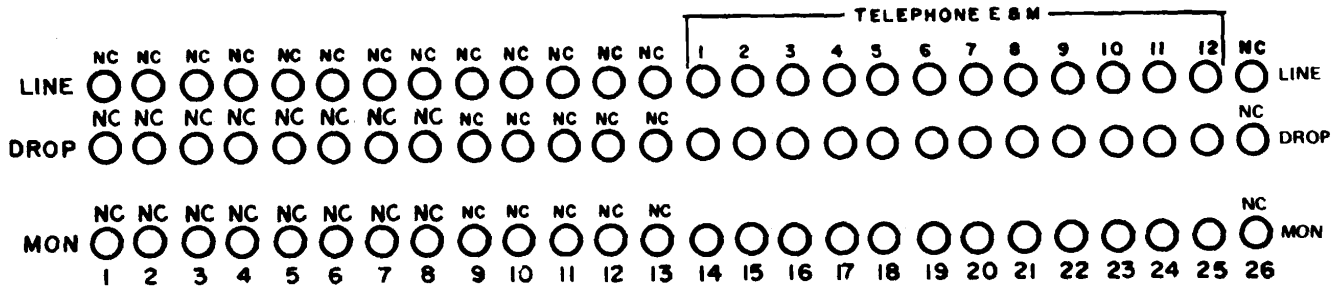 TELEPHONE E & M
NC NC NC NC NC NC NC NC NC NC NC NC NC 1 2 3 4 5 6 7 8 9 10 11 12 NC
LINE LINE
NC NC NC NC NC NC NC NC NC NC NC NC NC NC
DROP DROP
NC NC NC NC NC NC NC NC NC NC NC NC NC NC
MON MON
1 2 3 4 5 6 7 8 9 10 11 12 13 14 15 16 17 18 19 20 21 22 23 24 25 26